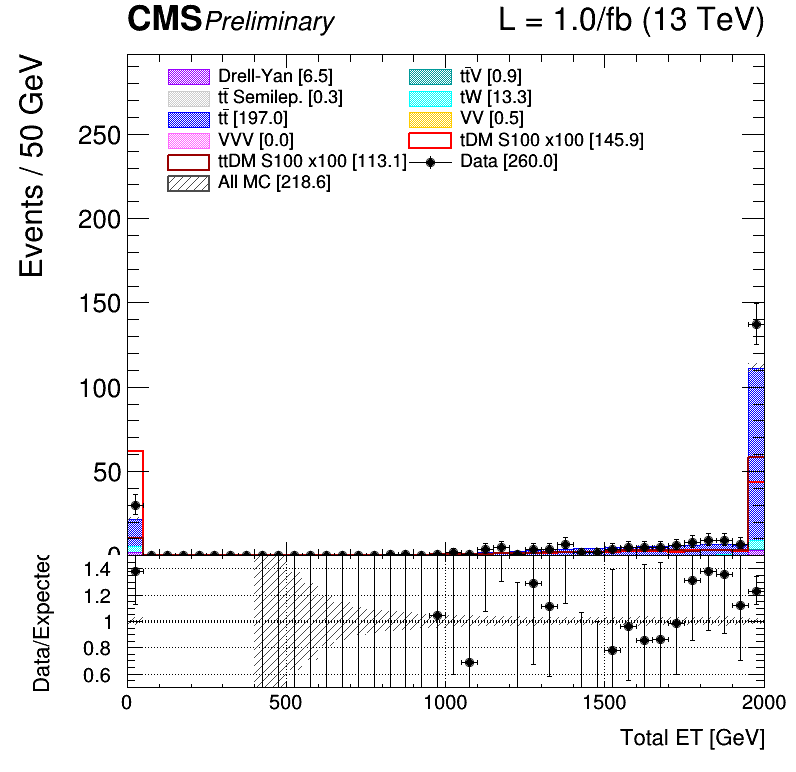 CMS Preliminary L = 1.0/fb (13 TeV)
Events / 50 GeV
Drell-Yan [6.5] tt̄V [0.9]
tt̄ Semilep. [0.3] tW [13.3]
tt̄ [197.0] VV [0.5]
VVV [0.0] tDM S100 x100 [145.9]
ttDM S100 x100 [113.1] Data [260.0]
All MC [218.6]
250
200
150
100
50
0
Data/Expected
1.4
1.2
1
0.8
0.6
0 500 1000 1500 2000
Total ET [GeV]